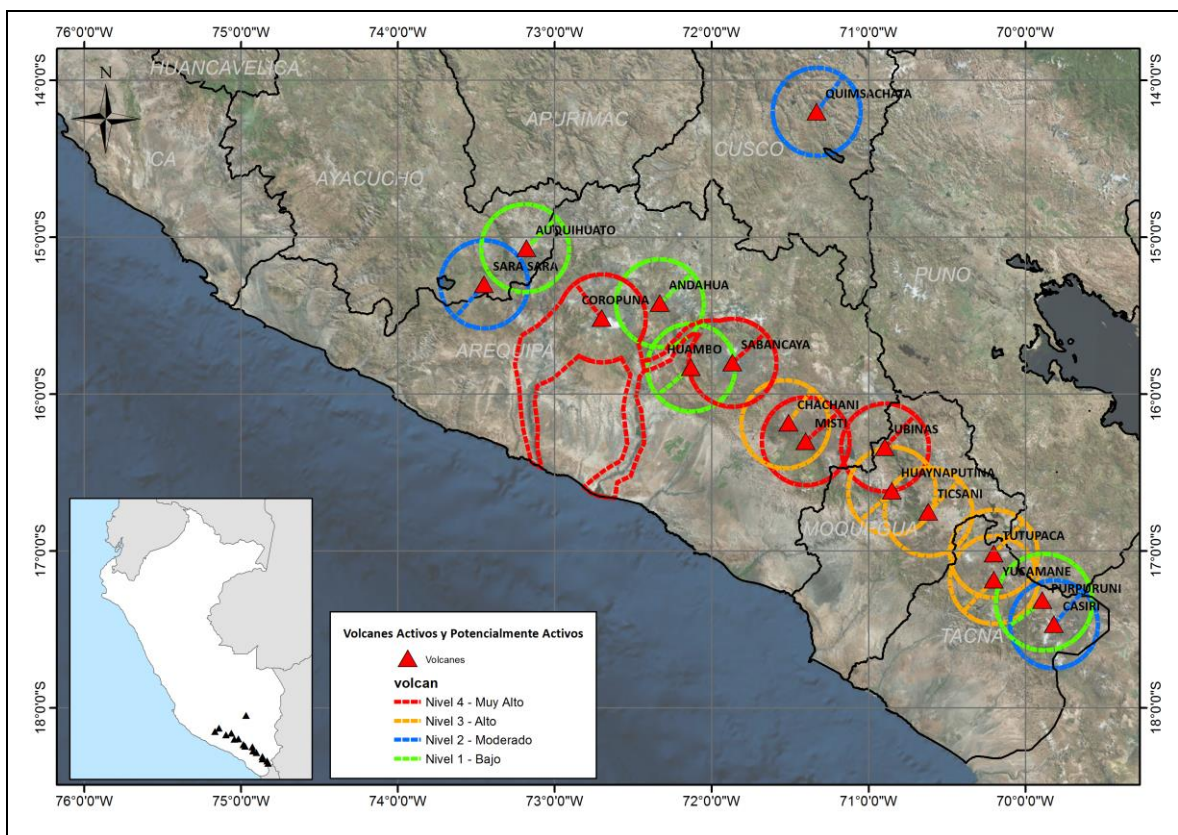 76°0'0"W 75°0'0"W 74°0'0"W 73°0'0"W 72°0'0"W 71°0'0"W 70°0'0"W
N
HUANCAVELICA
14°0'0"S 14°0'0"S
QUIMSACHATA
APURIMAC
CUSCO
ICA
AYACUCHO
15°0'0"S 15°0'0"S
AUQUIHUATO
SARA SARA
PUNO
ANDAHUA
COROPUNA
AREQUIPA
HUAMBO
SABANCAYA
16°0'0"S 16°0'0"S
CHACHANI
MISTI
UBINAS
HUAYNAPUTINA
TICSANI
MOQUEGUA
17°0'0"S 17°0'0"S
TUTUPACA
YUCAMANE
PURPURUNI
CASIRI
TACNA
18°0'0"S 18°0'0"S
Volcanes Activos y Potencialmente Activos
Volcanes
volcan
Nivel 4 - Muy Alto
Nivel 3 - Alto
Nivel 2 - Moderado
Nivel 1 - Bajo
76°0'0"W 75°0'0"W 74°0'0"W 73°0'0"W 72°0'0"W 71°0'0"W 70°0'0"W